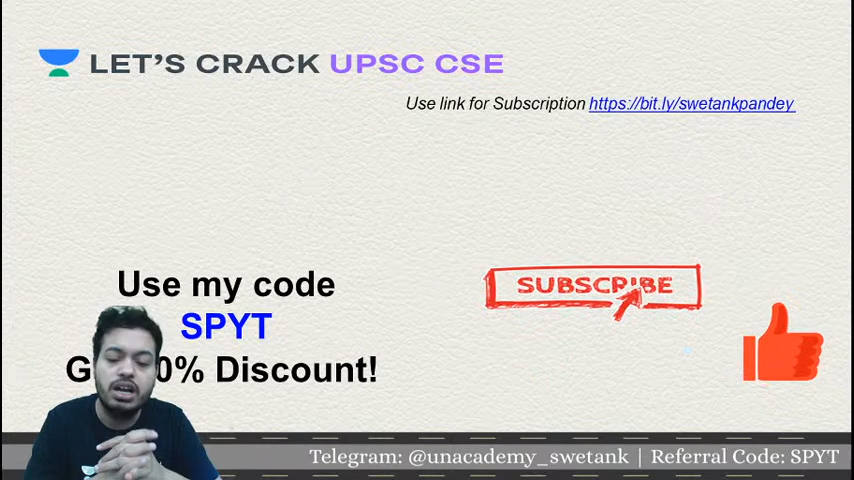 LET'S CRACK UPSC CSE
Use link for Subscription https://bit.ly/swetankpandey
Use my code
SPYT
Discount!
SUBSCRIBE
Telegram: @unacademy_swetank | Referral Code: SPYT